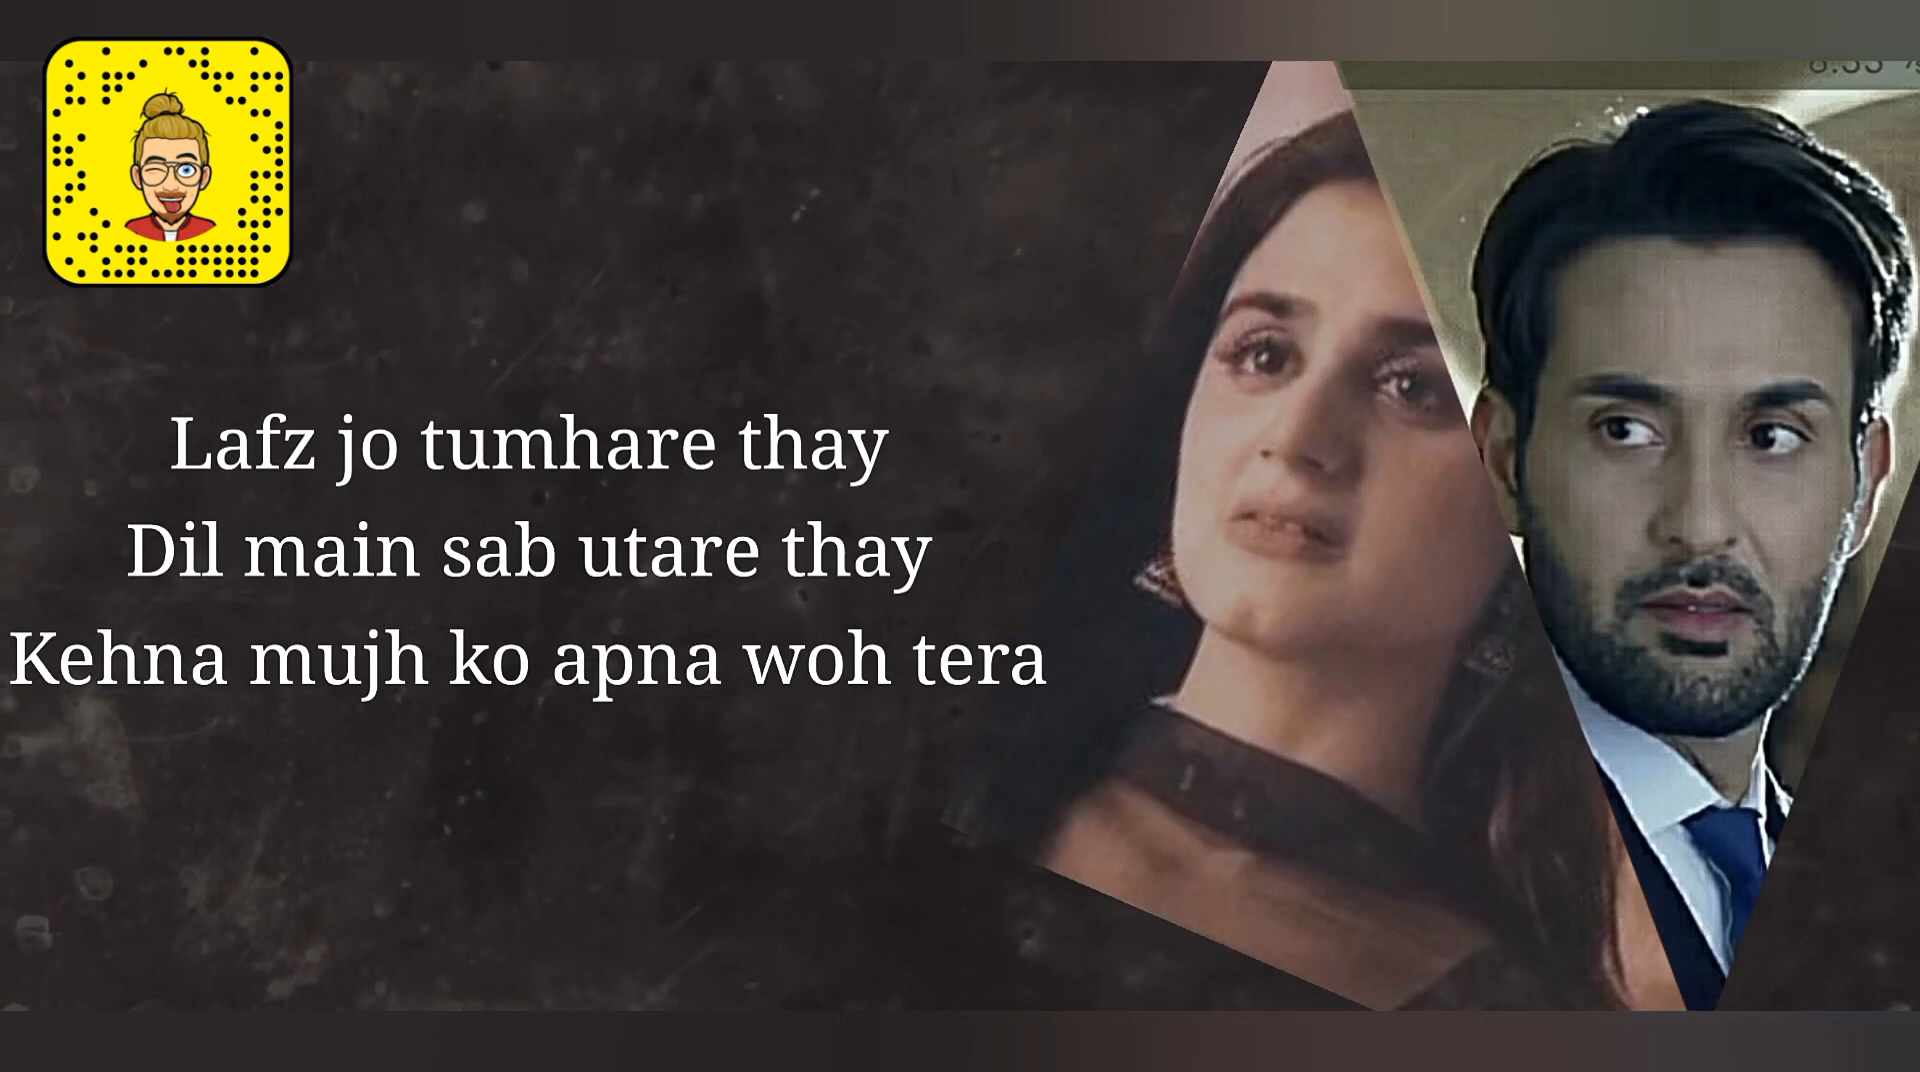 Lafz jo tumhare thay
Dil main sab utare thay
Kehna mujh ko apna woh tera